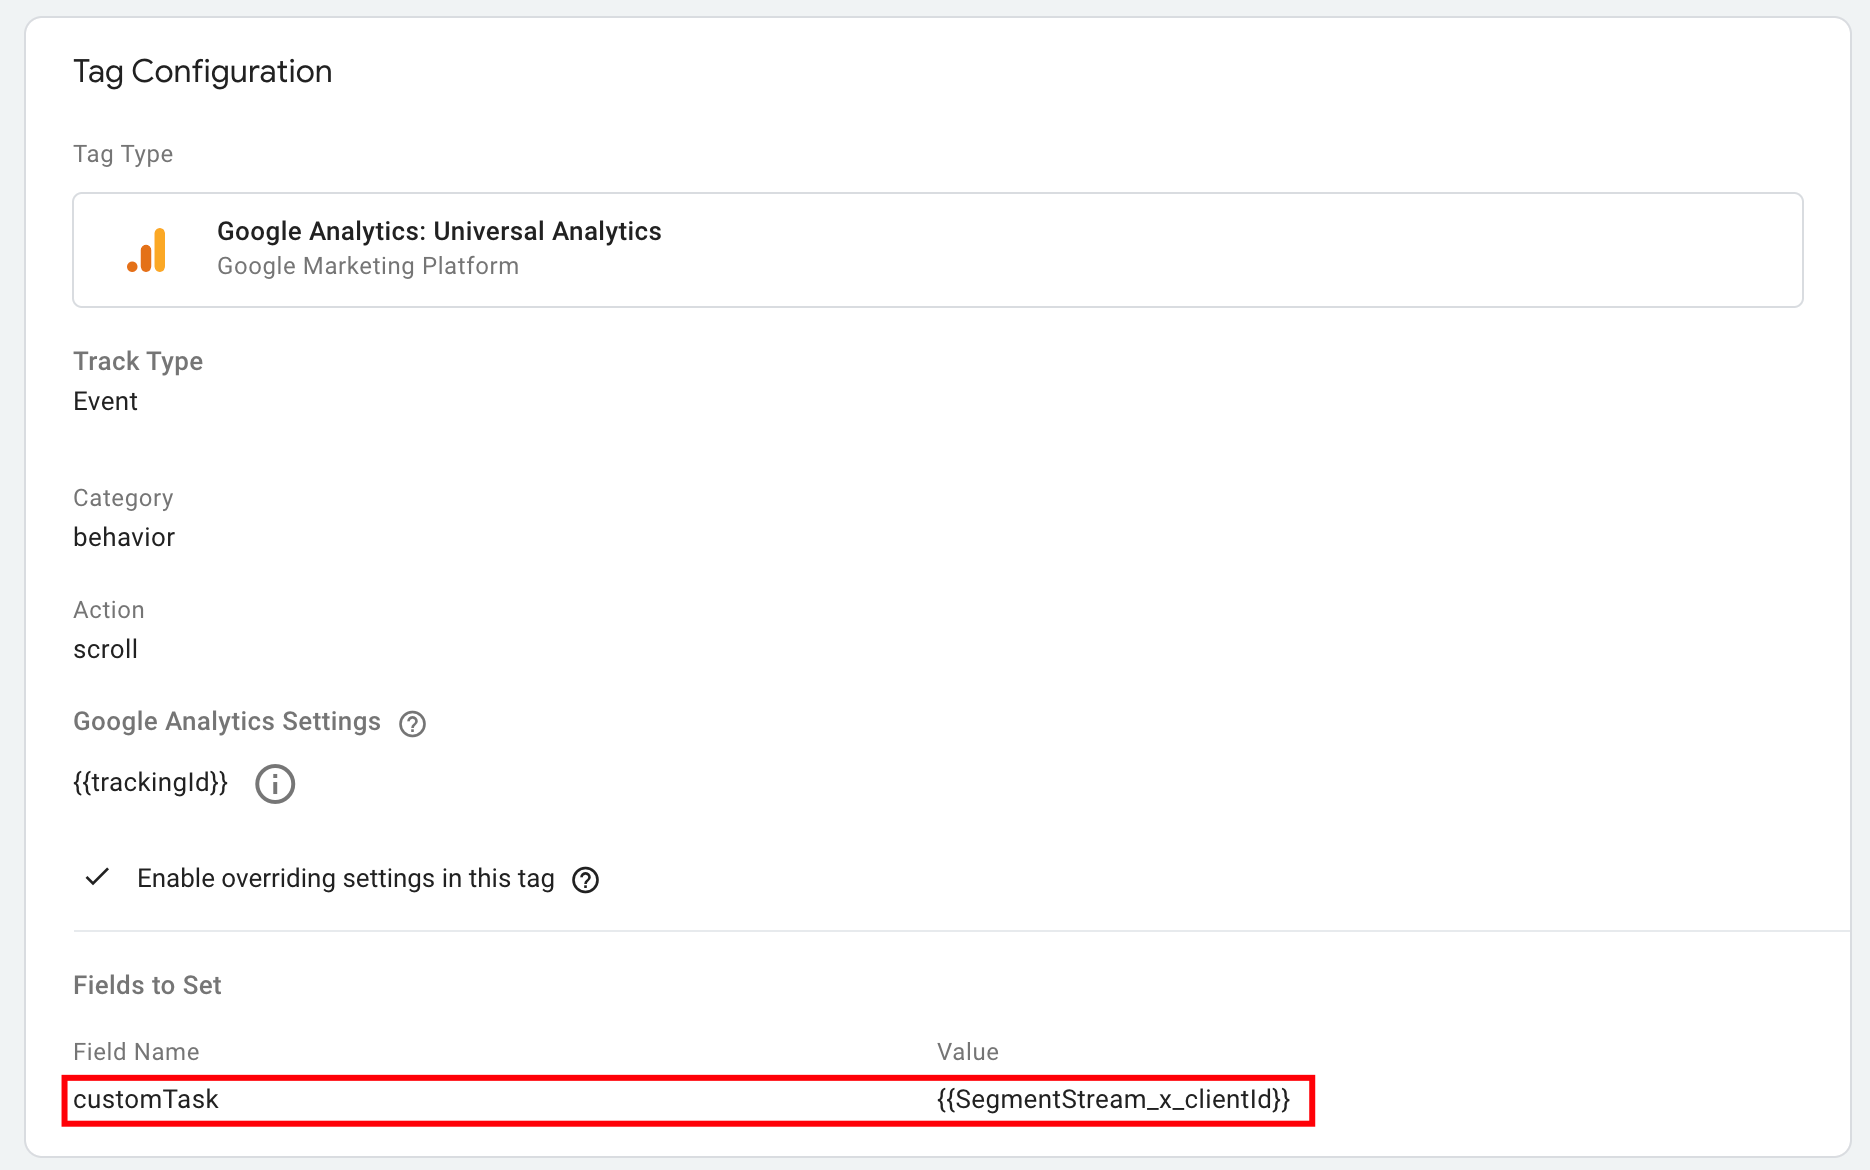 Tag Configuration
Tag Type
Google Analytics: Universal Analytics
Google Marketing Platform
Track Type
Event
Category
behavior
Action
scroll
Google Analytics Settings
{{trackingId}}
Enable overriding settings in this tag
Fields to Set
Field Name Value
customTask {{SegmentStream_x_clientId}}